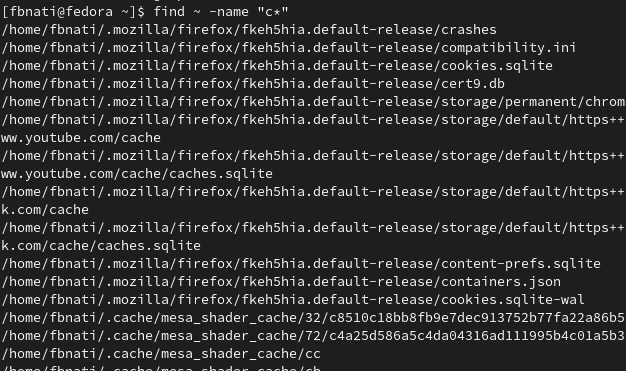 [fbnati@fedora ~]$ find ~ -name "c*"
/home/fbnati/.mozilla/firefox/fkeh5hia.default-release/crashes
/home/fbnati/.mozilla/firefox/fkeh5hia.default-release/compatibility.ini
/home/fbnati/.mozilla/firefox/fkeh5hia.default-release/cookies.sqlite
/home/fbnati/.mozilla/firefox/fkeh5hia.default-release/cert9.db
/home/fbnati/.mozilla/firefox/fkeh5hia.default-release/storage/permanent/chrom
/home/fbnati/.mozilla/firefox/fkeh5hia.default-release/storage/default/https++
ww.youtube.com/cache
/home/fbnati/.mozilla/firefox/fkeh5hia.default-release/storage/default/https++
ww.youtube.com/cache/caches.sqlite
/home/fbnati/.mozilla/firefox/fkeh5hia.default-release/storage/default/https++
k.com/cache
/home/fbnati/.mozilla/firefox/fkeh5hia.default-release/storage/default/https++
k.com/cache/caches.sqlite
/home/fbnati/.mozilla/firefox/fkeh5hia.default-release/content-prefs.sqlite
/home/fbnati/.mozilla/firefox/fkeh5hia.default-release/containers.json
/home/fbnati/.mozilla/firefox/fkeh5hia.default-release/cookies.sqlite-wal
/home/fbnati/.cache/mesa_shader_cache/32/c8510c18bb8fb9e7dec913752b77fa22a86b5
/home/fbnati/.cache/mesa_shader_cache/72/c4a25d586a5c4da04316ad111995b4c01a5b3
/home/fbnati/.cache/mesa_shader_cache/cc
/home/fbnati/.cache/mesa_shader_cache/cb